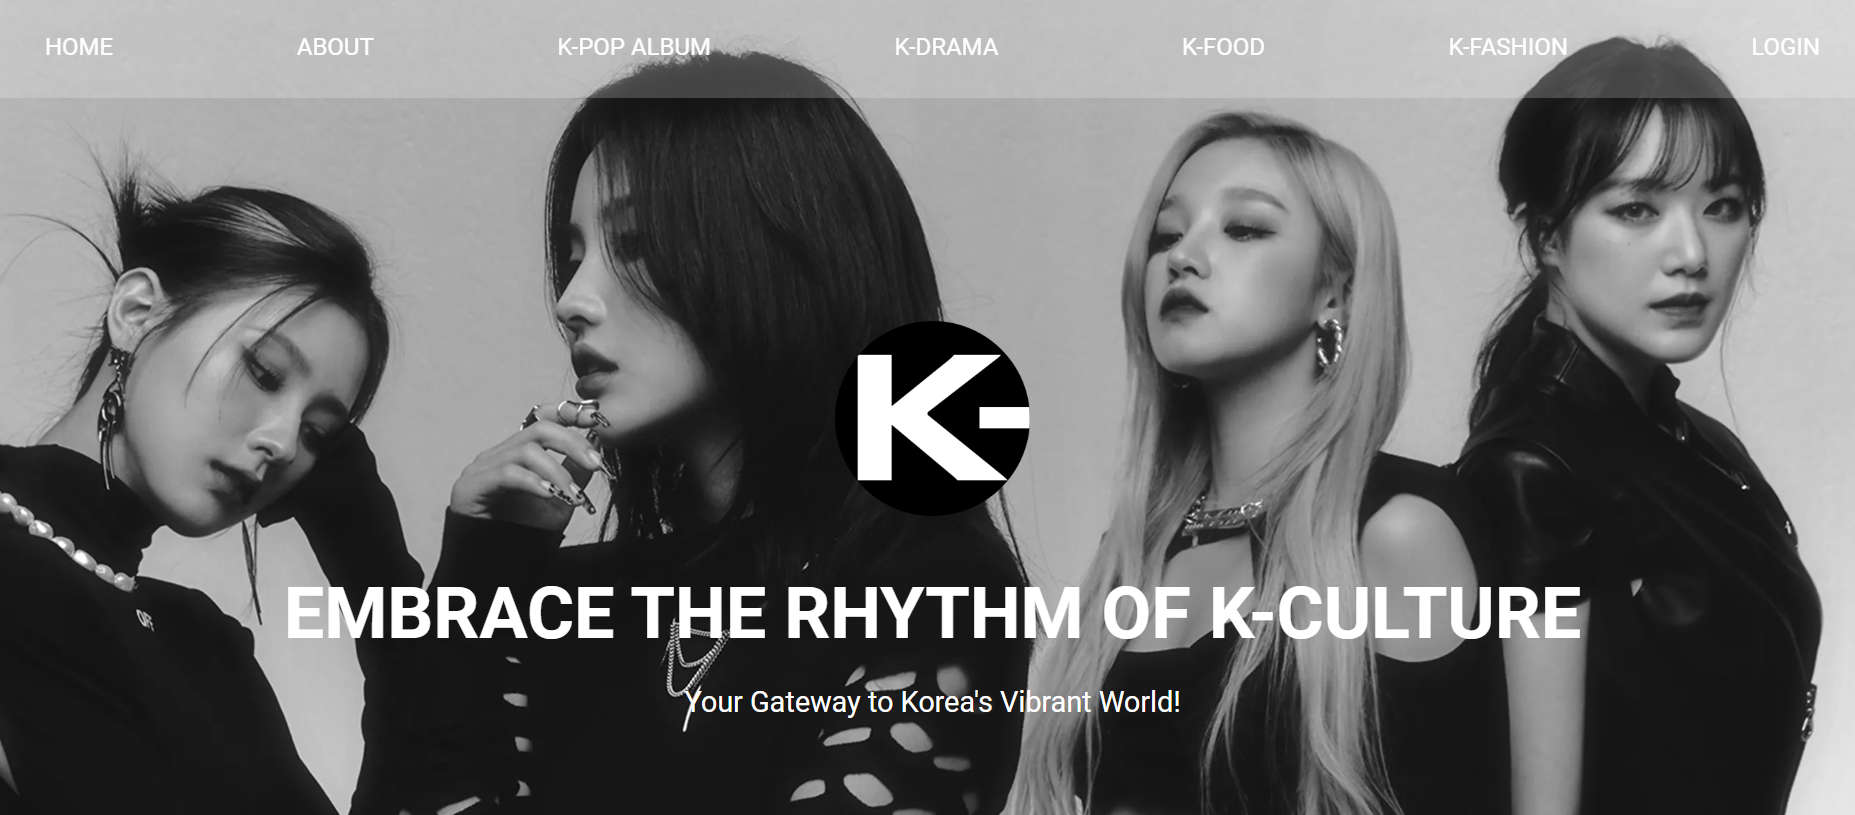 HOME ABOUT K-POP ALBUM K-DRAMA K-FOOD K-FASHION LOGIN
K-
EMBRACE THE RHYTHM OF K-CULTURE
Your Gateway to Korea's Vibrant World!